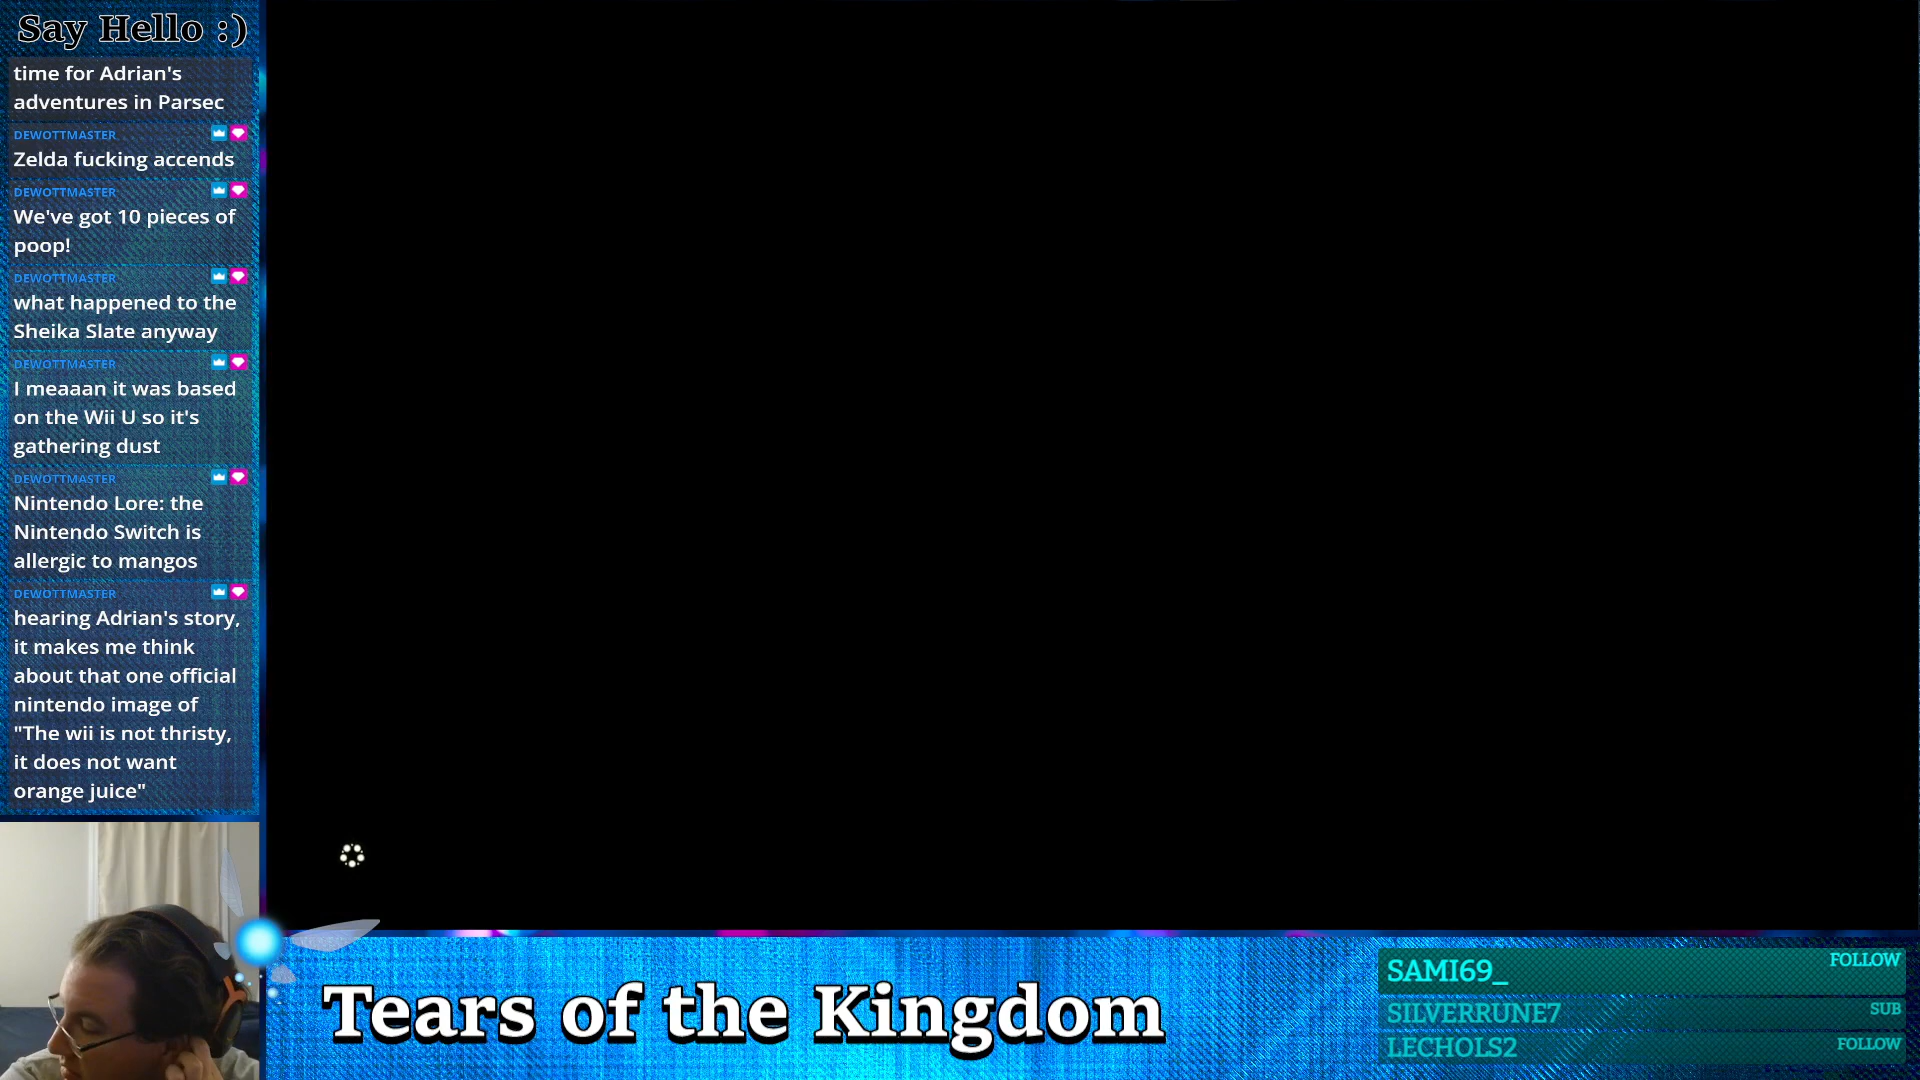 Say Hello :)
time for Adrian's
adventures in Parsec
DEWOTTMASTER
Zelda fucking accends
DEWOTTMASTER
We've got 10 pieces of
poop!
DEWOTTMASTER
what happened to the
Sheika Slate anyway
DEWOTTMASTER
I meaaan it was based
on the Wii U so it's
gathering dust
DEWOTTMASTER
Nintendo Lore: the
Nintendo Switch is
allergic to mangos
DEWOTTMASTER
hearing Adrian's story,
it makes me think
about that one official
nintendo image of
"The wii is not thristy,
it does not want
orange juice"
Tears of the Kingdom
SAMI69_ FOLLOW
SILVERRUNE7 SUB
LECHOLS2 FOLLOW